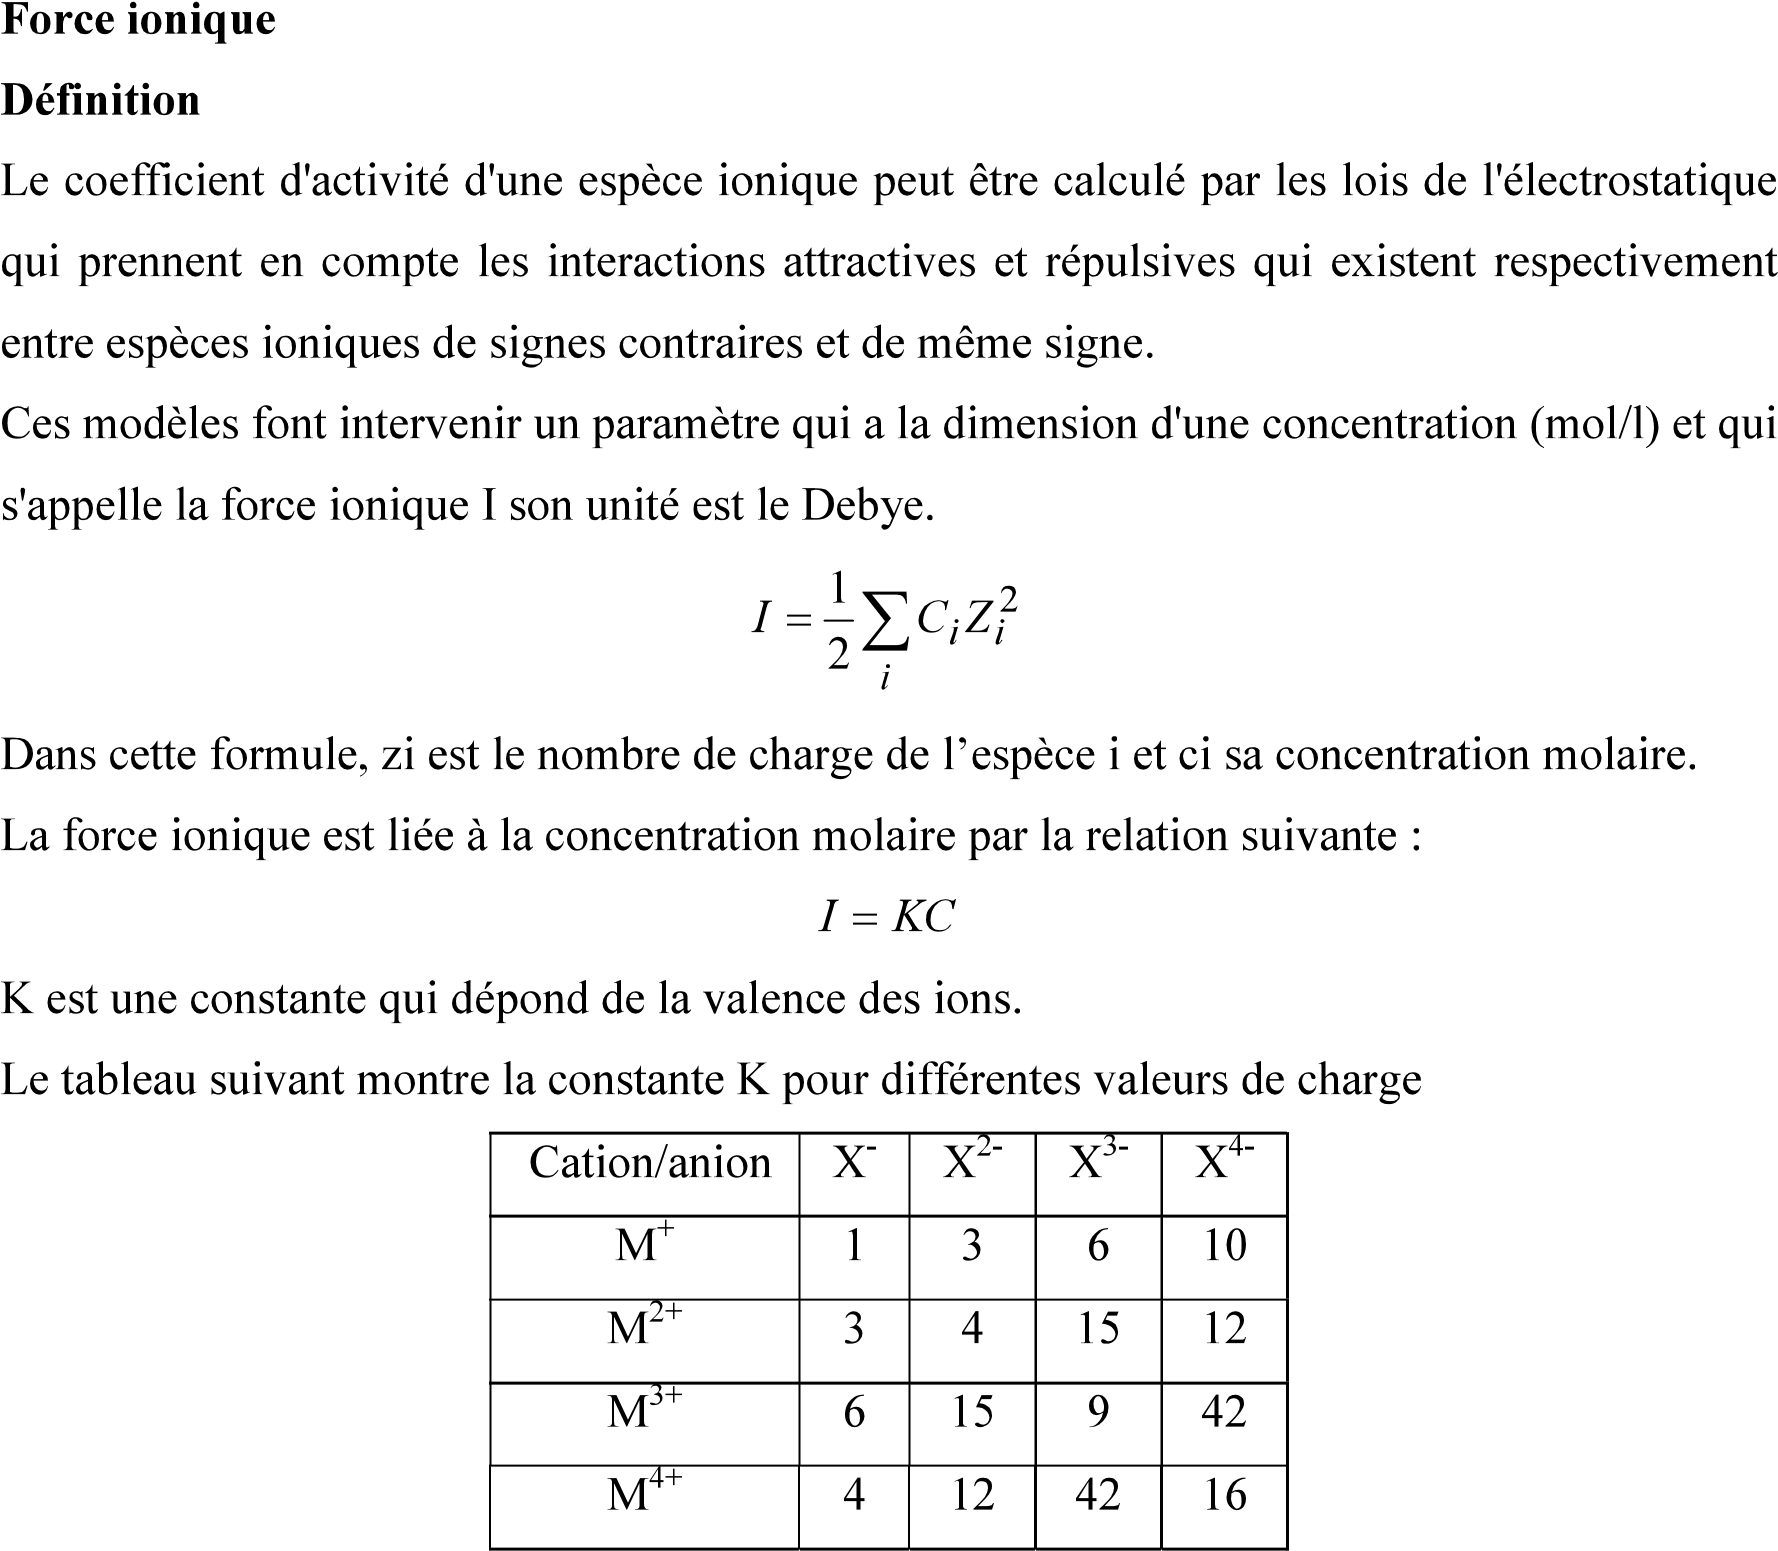 Force ionique
Définition
Le coefficient d'activité d'une espèce ionique peut être calculé par les lois de l'électrostatique
qui prennent en compte les interactions attractives et répulsives qui existent respectivement
entre espèces ioniques de signes contraires et de même signe.
Ces modèles font intervenir un paramètre qui a la dimension d'une concentration (mol/l) et qui
s'appelle la force ionique I son unité est le Debye.
I = \frac{1}{2} \sum_i C_i Z_i^2
Dans cette formule, zi est le nombre de charge de l’espèce i et ci sa concentration molaire.
La force ionique est liée à la concentration molaire par la relation suivante :
I = KC
K est une constante qui dépond de la valence des ions.
Le tableau suivant montre la constante K pour différentes valeurs de charge
Cation/anion X⁻ X²⁻ X³⁻ X⁴⁻
M⁺ 1 3 6 10
M²⁺ 3 4 15 12
M³⁺ 6 15 9 42
M⁴⁺ 4 12 42 16